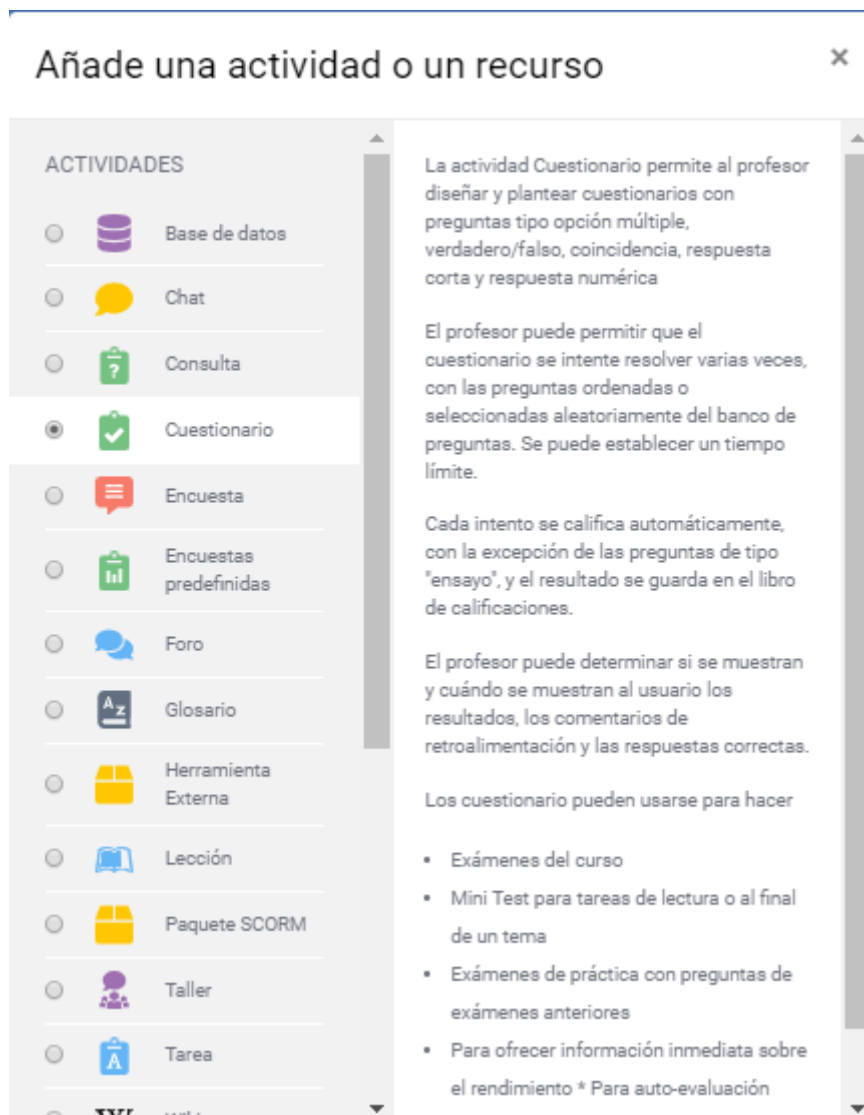 Añade una actividad o un recurso
×
ACTIVIDADES
Base de datos
Chat
?
Consulta
Cuestionario
Encuesta
Encuestas
predefinidas
Foro
A
Z
Glosario
Herramienta
Externa
Lección
Paquete SCORM
Taller
A
Tarea
La actividad Cuestionario permite al profesor
diseñar y plantear cuestionarios con
preguntas tipo opción múltiple,
verdadero/falso, coincidencia, respuesta
corta y respuesta numérica
El profesor puede permitir que el
cuestionario se intente resolver varias veces,
con las preguntas ordenadas o
seleccionadas aleatoriamente del banco de
preguntas. Se puede establecer un tiempo
límite.
Cada intento se califica automáticamente,
con la excepción de las preguntas de tipo
"ensayo", y el resultado se guarda en el libro
de calificaciones.
El profesor puede determinar si se muestran
y cuándo se muestran al usuario los
resultados, los comentarios de
retroalimentación y las respuestas correctas.
Los cuestionario pueden usarse para hacer
• Exámenes del curso
• Mini Test para tareas de lectura o al final
de un tema
• Exámenes de práctica con preguntas de
exámenes anteriores
• Para ofrecer información inmediata sobre
el rendimiento * Para auto-evaluación